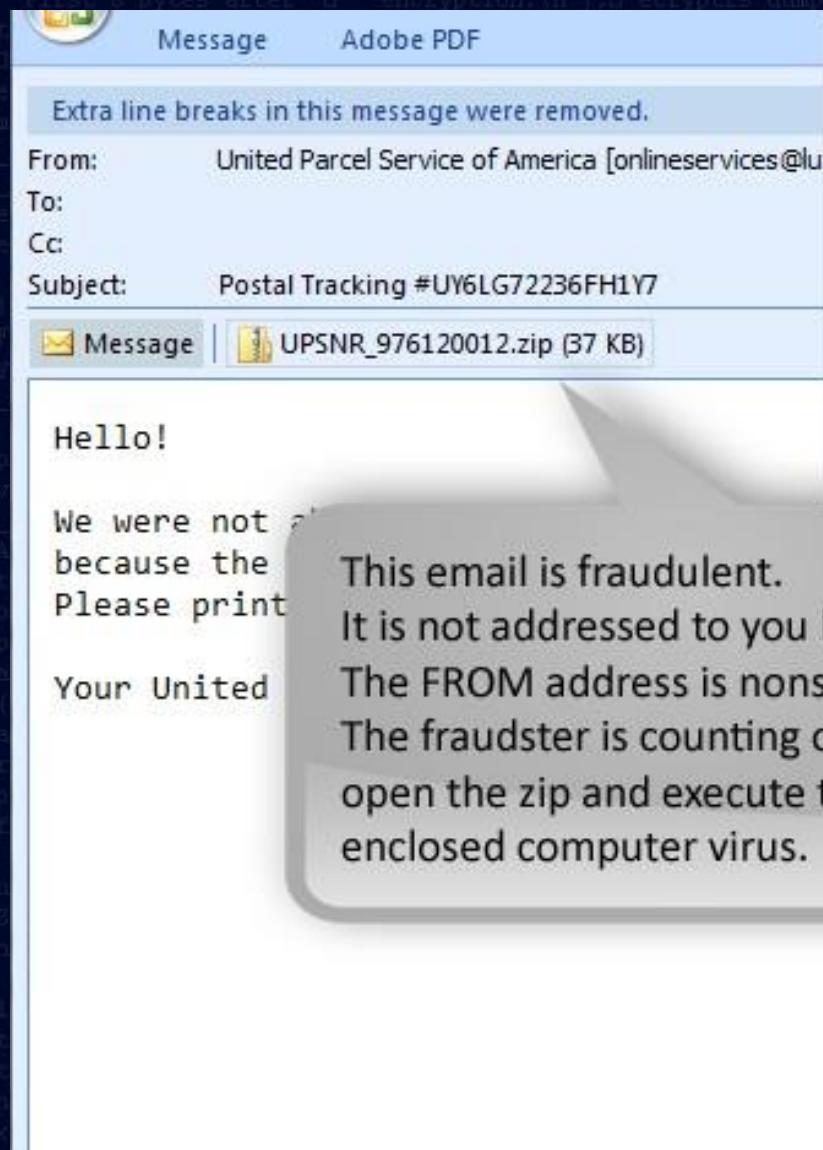 Message Adobe PDF
Extra line breaks in this message were removed.
From: United Parcel Service of America [onlineservices@lu
To:
Cc:
Subject: Postal Tracking #UY6LG72236FH1Y7
Message UPSNR_976120012.zip (37 KB)
Hello!
We were not
because the
Please print
Your United
This email is fraudulent.
It is not addressed to you
The FROM address is nons
The fraudster is counting
open the zip and execute
enclosed computer virus.